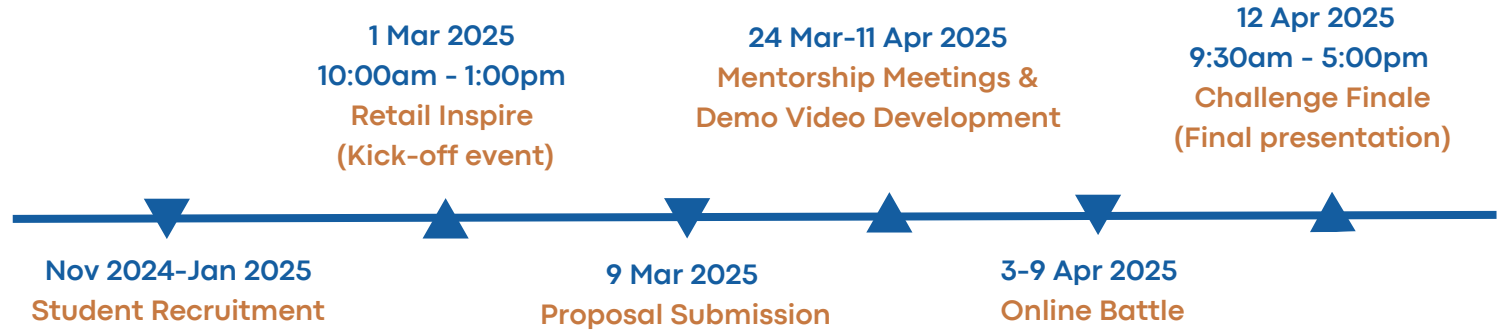 Nov 2024-Jan 2025
Student Recruitment
1 Mar 2025
10:00am - 1:00pm
Retail Inspire
(Kick-off event)
9 Mar 2025
Proposal Submission
24 Mar-11 Apr 2025
Mentorship Meetings &
Demo Video Development
3-9 Apr 2025
Online Battle
12 Apr 2025
9:30am - 5:00pm
Challenge Finale
(Final presentation)